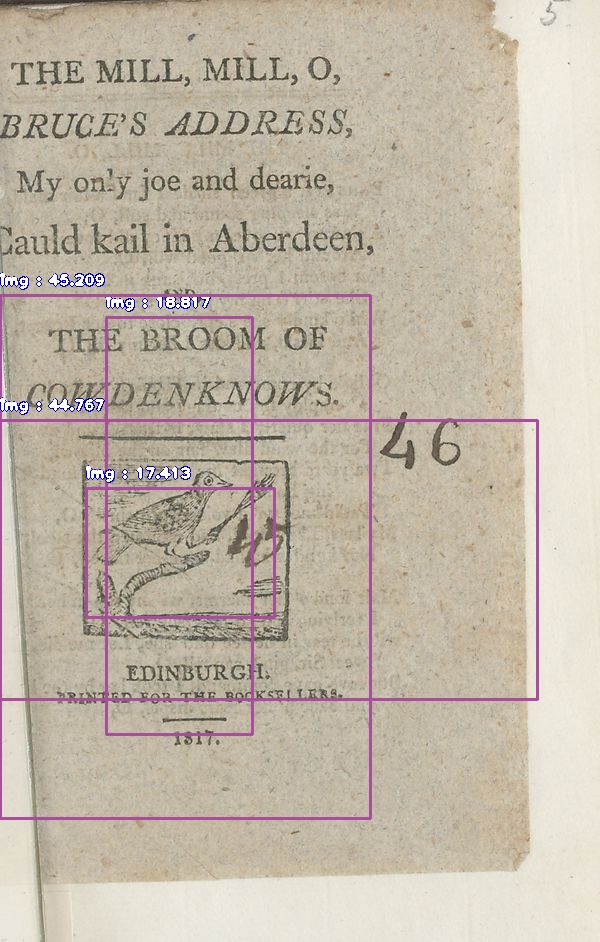 5
THE MILL, MILL, O,
BRUCE'S ADDRESS,
My only joe and dearie,
Cauld kail in Aberdeen,
AND
THE BROOM OF
COWDENKNOWS.
46
45
EDINBURGH:
PRINTED FOR THE BOOKSELLERS.
1817.
Img : 45.209
Img : 18.817
Img : 44.767
Img : 17.413